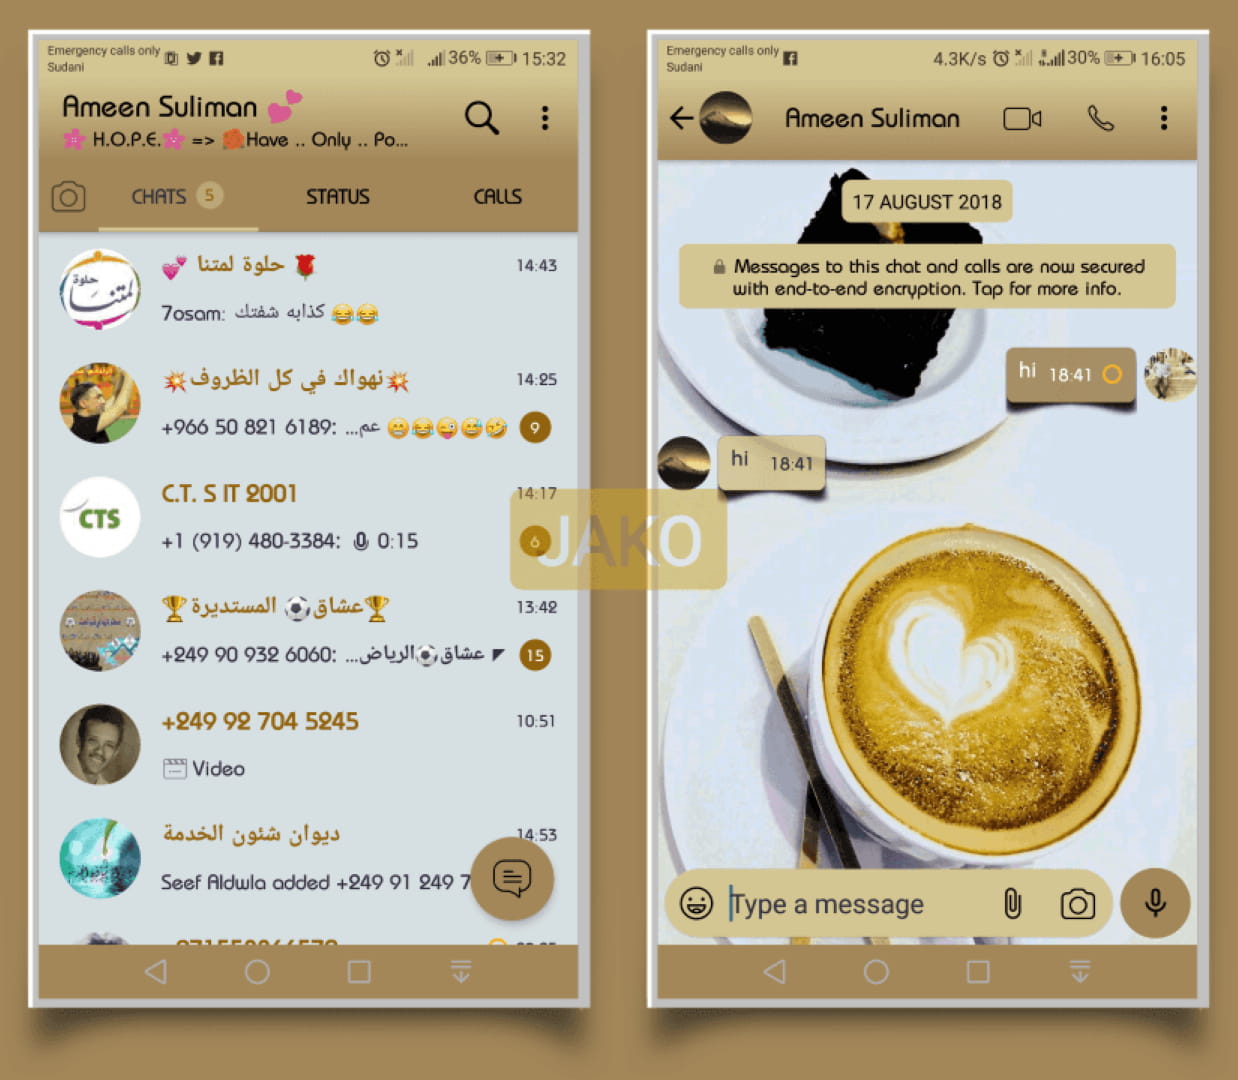 Emergency calls only
Sudani
36% 15:32
Ameen Suliman
H.O.P.E. => Have .. Only .. Po...
CHATS 5 STATUS CALLS
حلوة لمتنا 14:43
7osam: كذابه شفتك 😂😂
💥نهواك في كل الظروف💥 14:25
+966 50 821 6189: عم... 😁😂😜😅🤣 9
CTS
C.T. S IT 2001 14:17
+1 (919) 480-3384: 0:15 6
🏆عشاق⚽ المستديرة🏆 13:42
+249 90 932 6060: عشاق⚽الرياض... 15
+249 92 704 5245 10:51
Video
ديوان شئون الخدمة 14:53
Seef Aldwla added +249 91 249 7
Emergency calls only
Sudani
4.3K/s 30% 16:05
Ameen Suliman
17 AUGUST 2018
Messages to this chat and calls are now secured
with end-to-end encryption. Tap for more info.
hi 18:41
hi 18:41
JAKO
Type a message